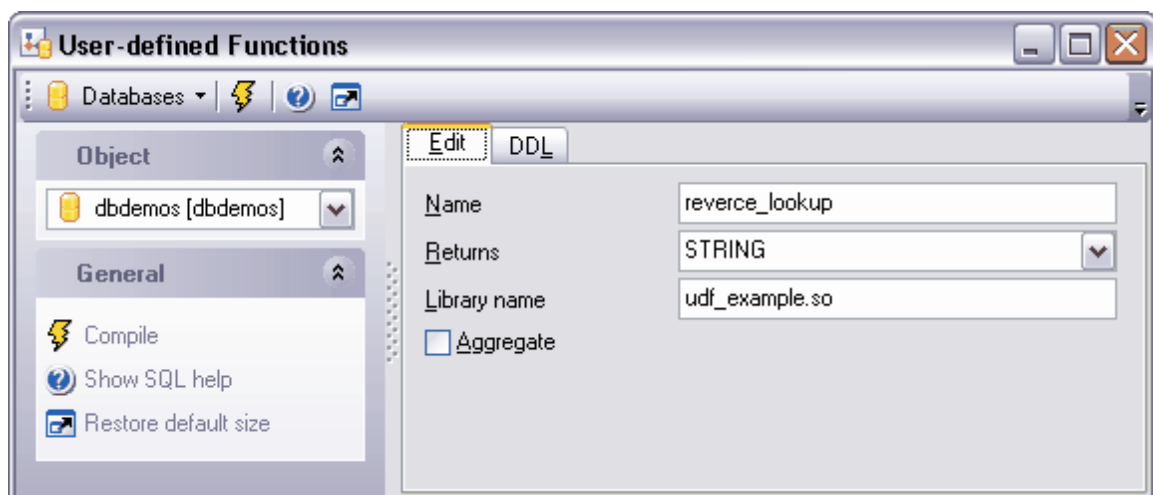 User-defined Functions
Databases
Object
dbdemos [dbdemos]
General
Compile
Show SQL help
Restore default size
Edit
DDL
Name
reverce_lookup
Returns
STRING
Library name
udf_example.so
Aggregate